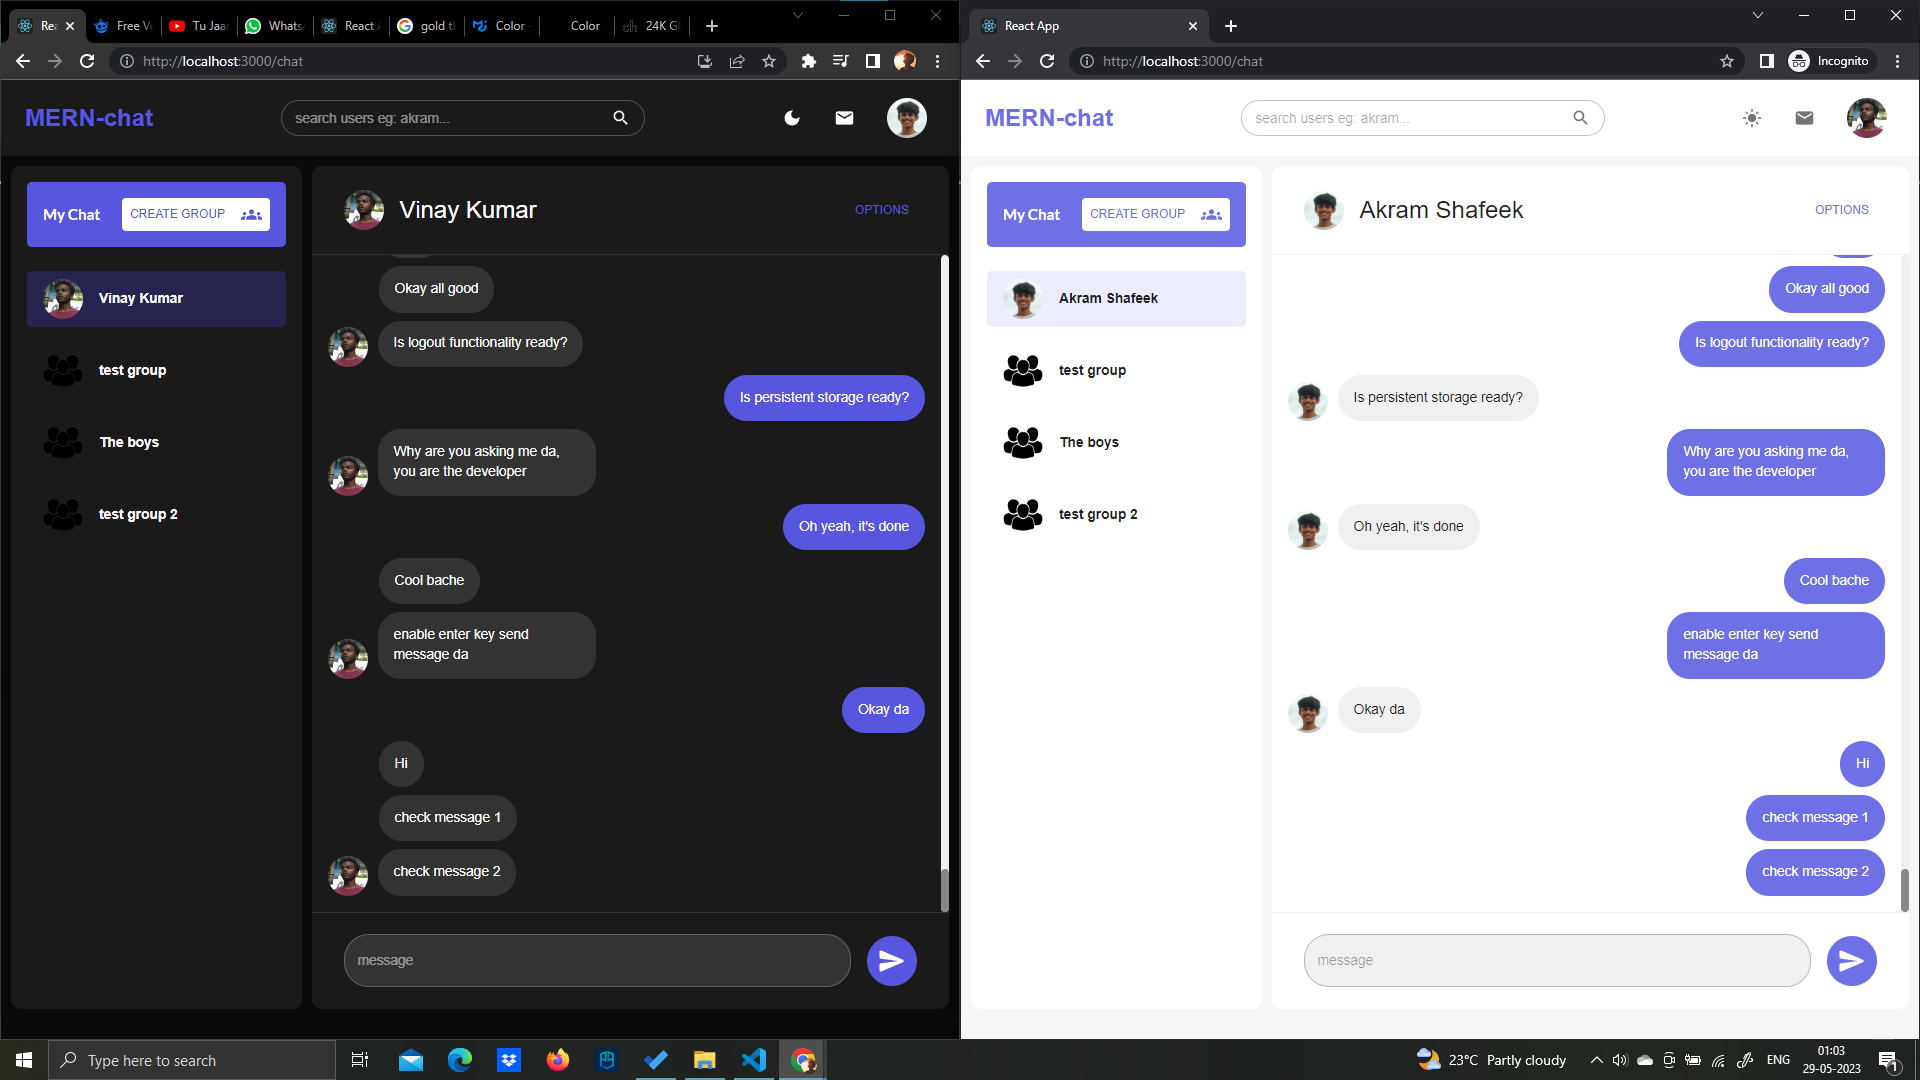 Rea
Free Ve
Tu Jaan
Whats
React A
gold th
Color -
Color
24K GO
http://localhost:3000/chat
MERN-chat
search users eg: akram...
My Chat
CREATE GROUP
Vinay Kumar
test group
The boys
test group 2
Vinay Kumar
OPTIONS
Okay all good
Is logout functionality ready?
Is persistent storage ready?
Why are you asking me da,
you are the developer
Oh yeah, it's done
Cool bache
enable enter key send
message da
Okay da
Hi
check message 1
check message 2
message
React App
http://localhost:3000/chat
Incognito
MERN-chat
search users eg: akram...
My Chat
CREATE GROUP
Akram Shafeek
test group
The boys
test group 2
Akram Shafeek
OPTIONS
Okay all good
Is logout functionality ready?
Is persistent storage ready?
Why are you asking me da,
you are the developer
Oh yeah, it's done
Cool bache
enable enter key send
message da
Okay da
Hi
check message 1
check message 2
message
Type here to search
23°C Partly cloudy
ENG
01:03
29-05-2023
1